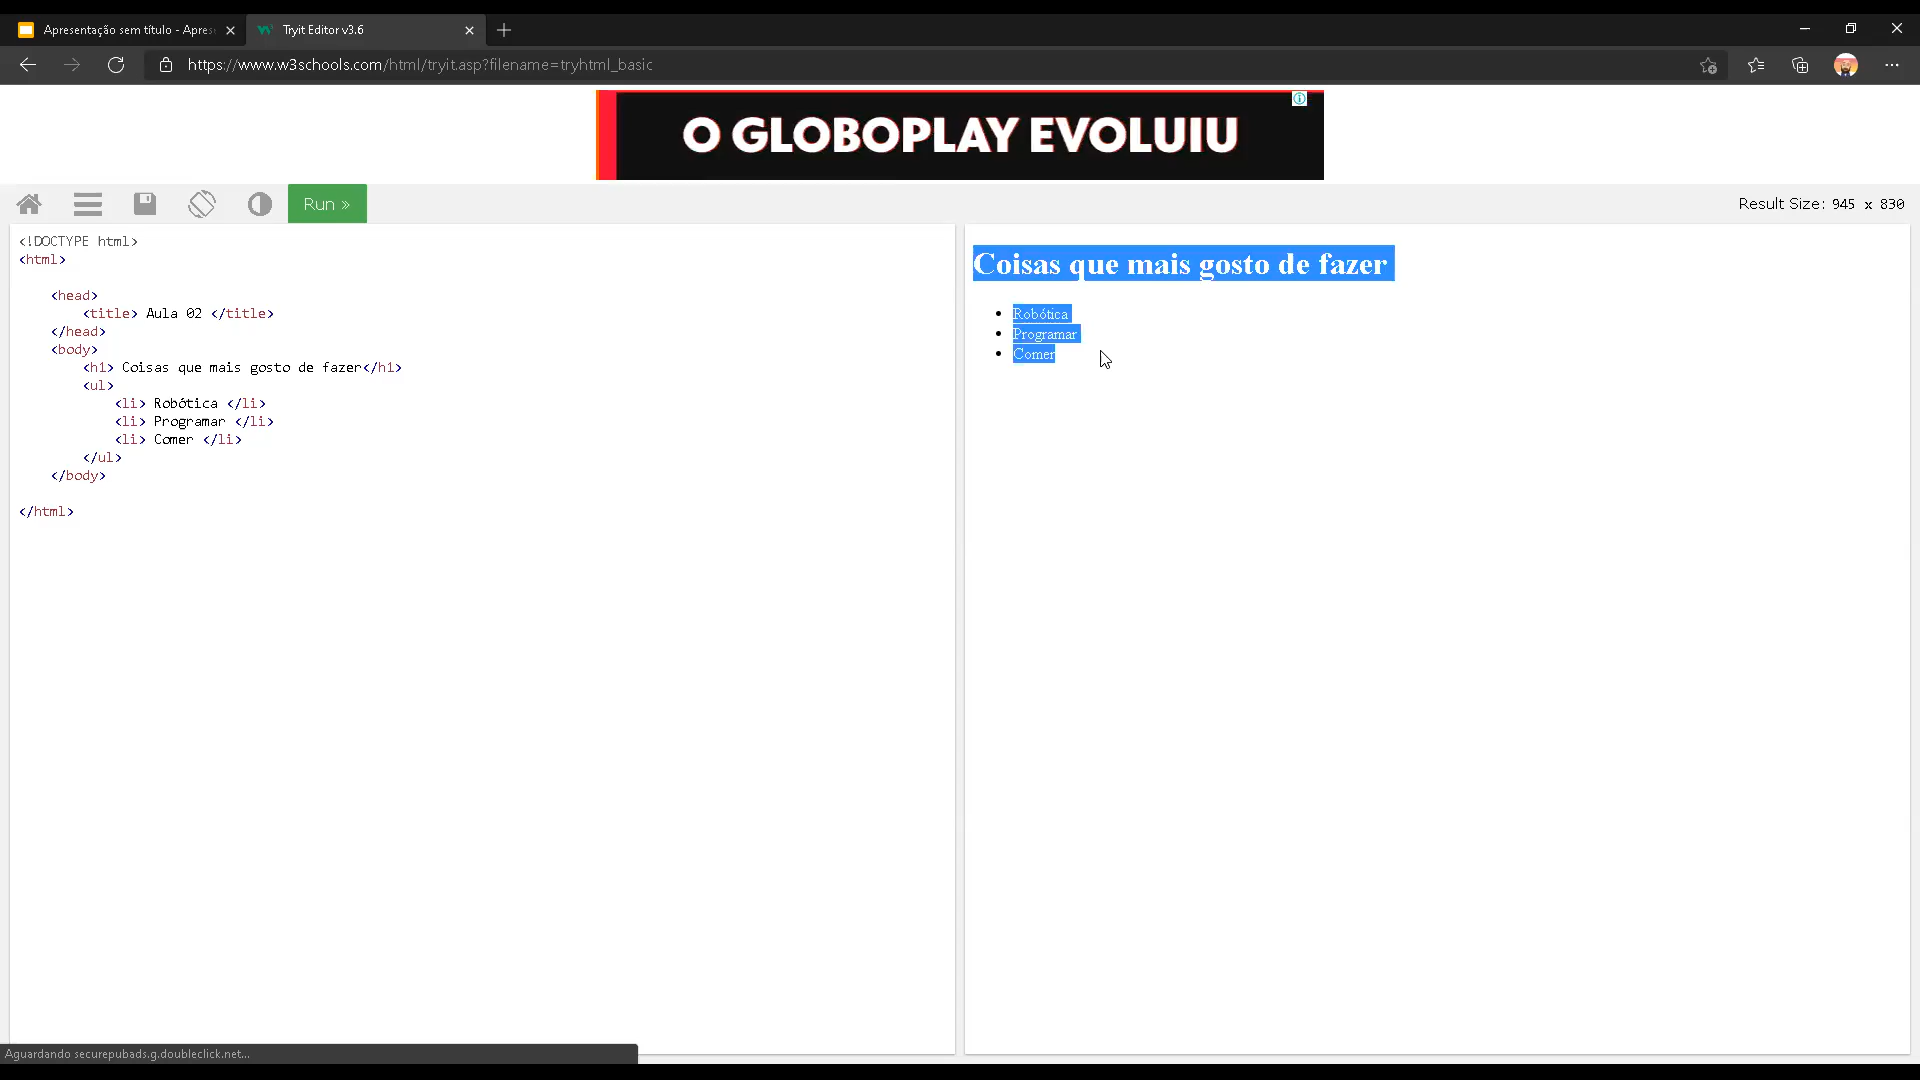 Apresentação sem título - Apres
Tryit Editor v3.6
https://www.w3schools.com/html/tryit.asp?filename=tryhtml_basic
O GLOBOPLAY EVOLUIU
Run »
Result Size: 945 x 830
<!DOCTYPE html>
<html>
<head>
<title> Aula 02 </title>
</head>
<body>
<h1> Coisas que mais gosto de fazer</h1>
<ul>
<li> Robótica </li>
<li> Programar </li>
<li> Comer </li>
</ul>
</body>
</html>
Coisas que mais gosto de fazer
Robótica
Programar
Comer
Aguardando securepubads.g.doubleclick.net...